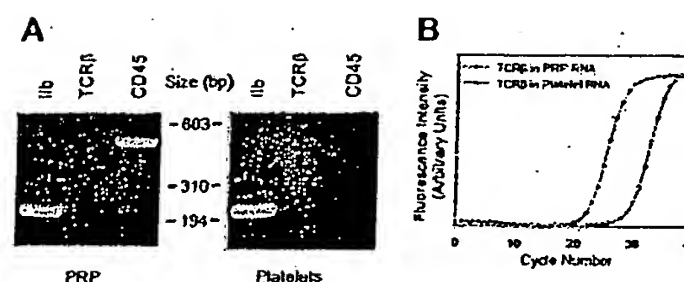 A
IIb TCRβ CD45 Size (bp) IIb TCRβ CD45
-603-
-310-
-194-
PRP Platelets
B
TCRβ in PRP RNA
TCRβ in Platelet RNA
Fluorescence Intensity
(Arbitrary Units)
0 10 20 30
Cycle Number